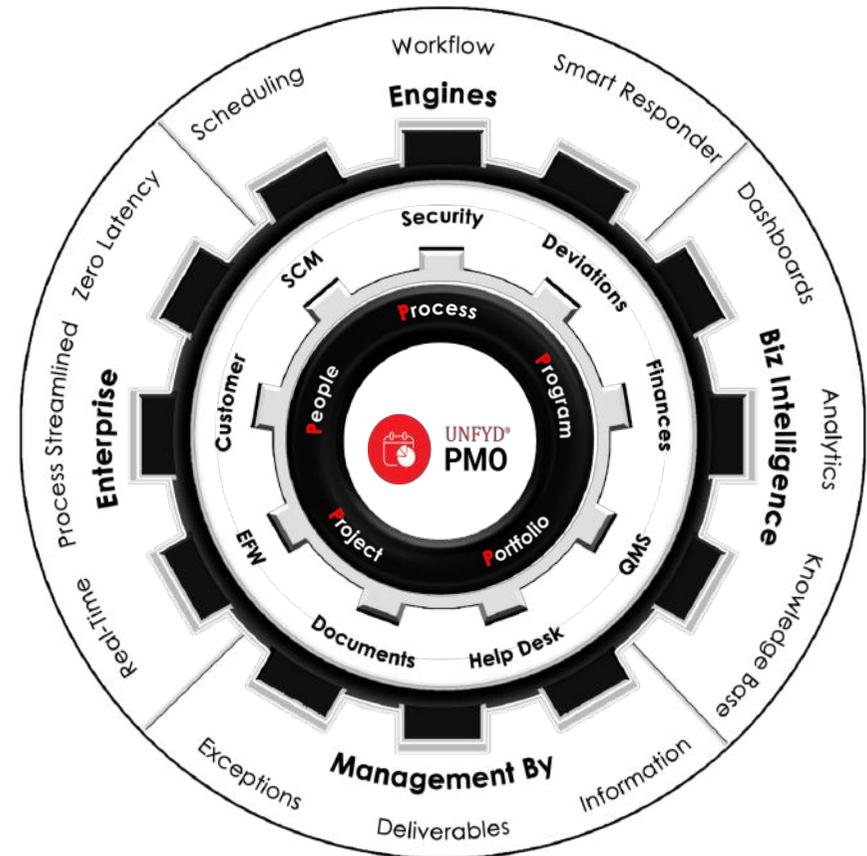 Workflow
Scheduling
Smart Responder
Engines
Zero Latency
Process Streamlined
Real-Time
Enterprise
Dashboards
Analytics
Knowledge Base
Biz Intelligence
Security
Deviations
Finances
QMS
Help Desk
Documents
EFW
Customer
SCM
Process
Program
Portfolio
Project
People
UNFYD®
PMO
Management By
Exceptions
Deliverables
Information